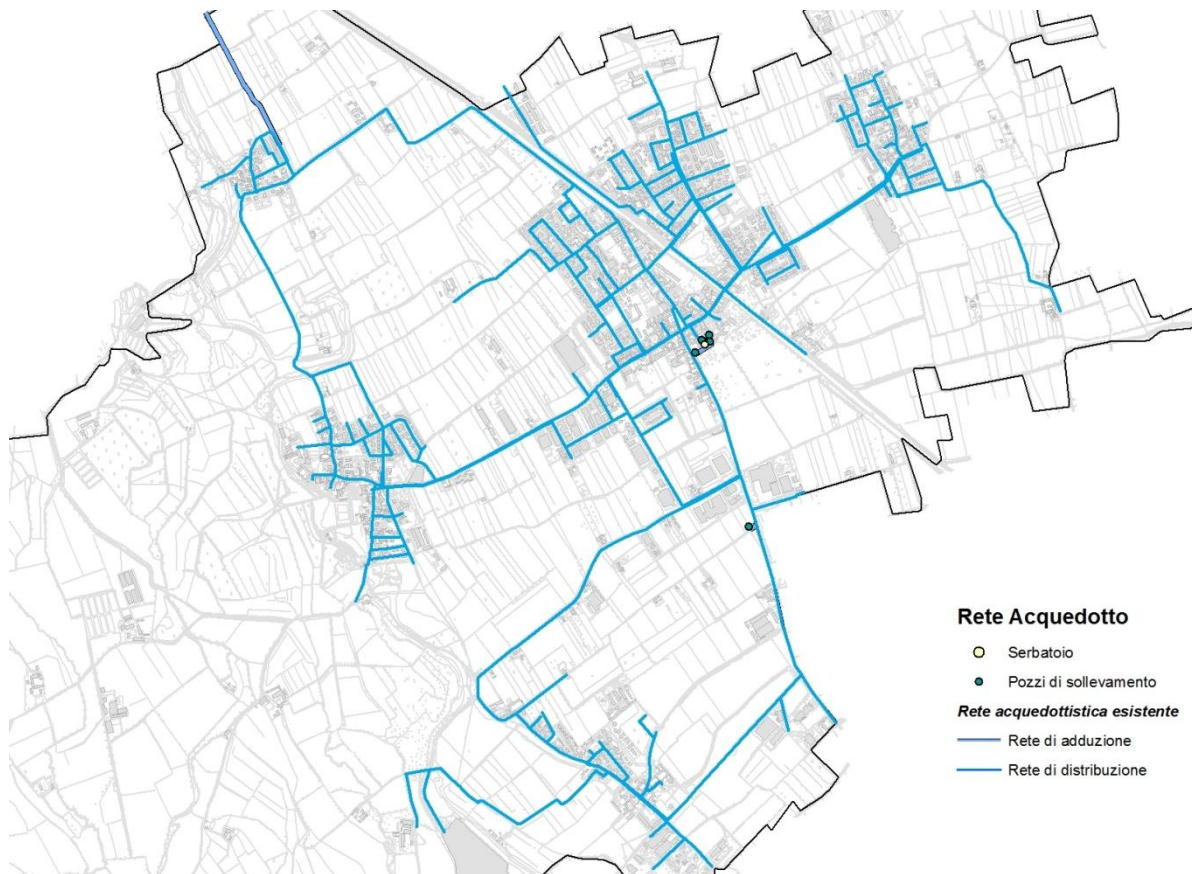 Rete Acquedotto
Serbatoio
Pozzi di sollevamento
Rete acquedottistica esistente
Rete di adduzione
Rete di distribuzione